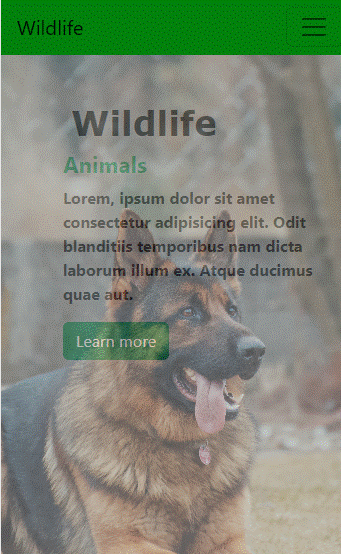 Wildlife
Wildlife
Animals
Lorem, ipsum dolor sit amet
consectetur adipisicing elit. Odit
blanditiis temporibus nam dicta
laborum illum ex. Atque ducimus
quae aut.
Learn more